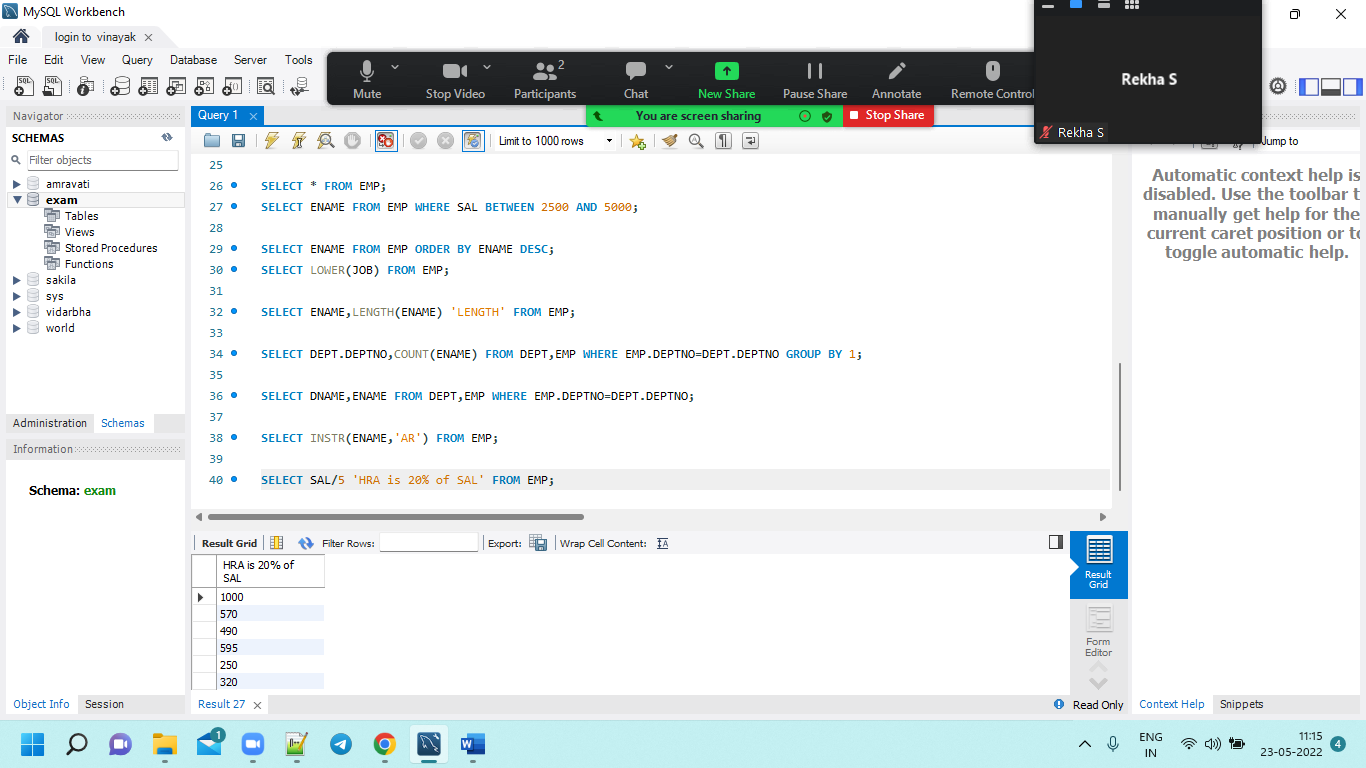 MySQL Workbench
login to vinayak
File Edit View Query Database Server Tools
Mute Stop Video 2 Participants Chat New Share Pause Share Annotate Remote Control
You are screen sharing Stop Share
Rekha S
Rekha S
Navigator
SCHEMAS
Filter objects
amravati
exam
Tables
Views
Stored Procedures
Functions
sakila
sys
vidarbha
world
Administration Schemas
Information
Schema: exam
Object Info Session
Query 1
Limit to 1000 rows
25
26 SELECT * FROM EMP;
27 SELECT ENAME FROM EMP WHERE SAL BETWEEN 2500 AND 5000;
28
29 SELECT ENAME FROM EMP ORDER BY ENAME DESC;
30 SELECT LOWER(JOB) FROM EMP;
31
32 SELECT ENAME,LENGTH(ENAME) 'LENGTH' FROM EMP;
33
34 SELECT DEPT.DEPTNO,COUNT(ENAME) FROM DEPT,EMP WHERE EMP.DEPTNO=DEPT.DEPTNO GROUP BY 1;
35
36 SELECT DNAME,ENAME FROM DEPT,EMP WHERE EMP.DEPTNO=DEPT.DEPTNO;
37
38 SELECT INSTR(ENAME,'AR') FROM EMP;
39
40 SELECT SAL/5 'HRA is 20% of SAL' FROM EMP;
Result Grid Filter Rows: Export: Wrap Cell Content:
HRA is 20% of
SAL
1000
570
490
595
250
320
Result Grid
Form Editor
Result 27
Read Only
Jump to
Automatic context help is
disabled. Use the toolbar t
manually get help for the
current caret position or to
toggle automatic help.
Context Help Snippets
1
ENG
IN
11:15
23-05-2022
4